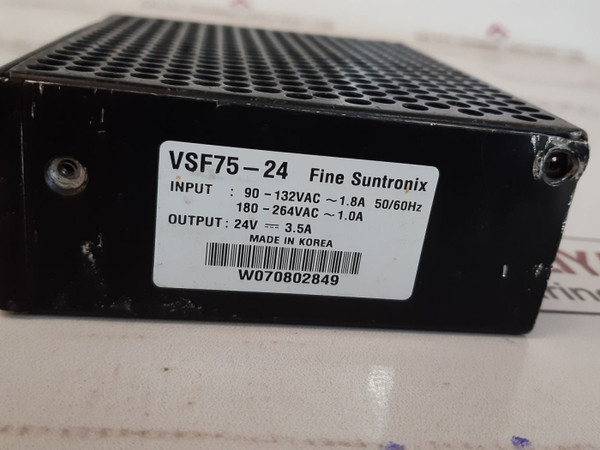 VSF75-24 Fine Suntronix
INPUT : 90-132VAC ~1.8A 50/60Hz
180-264VAC ~1.0A
OUTPUT: 24V ⎓ 3.5A
MADE IN KOREA
W070802849